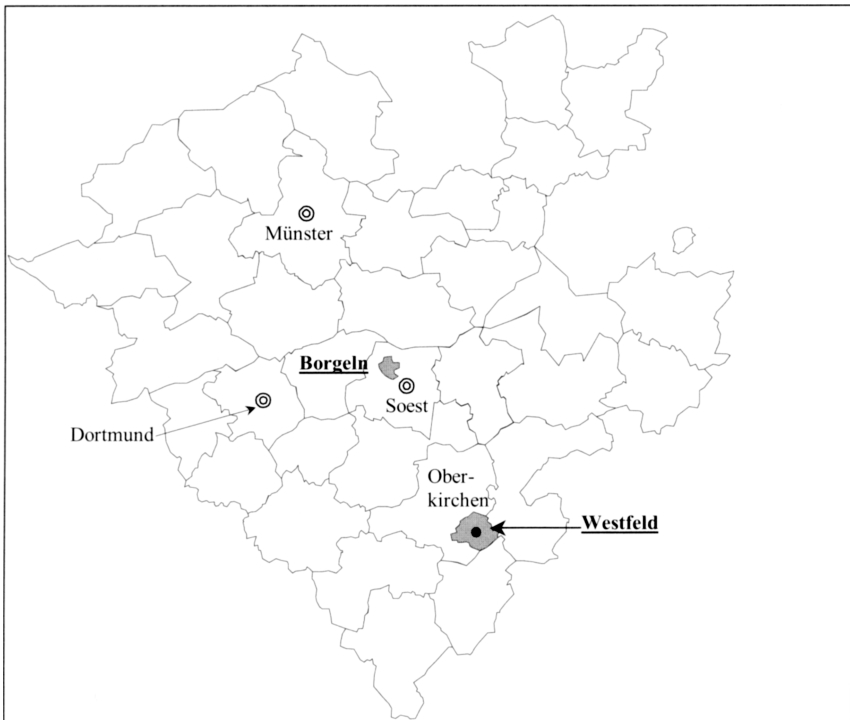 Münster
Borgeln
Soest
Dortmund
Ober-
kirchen
Westfeld